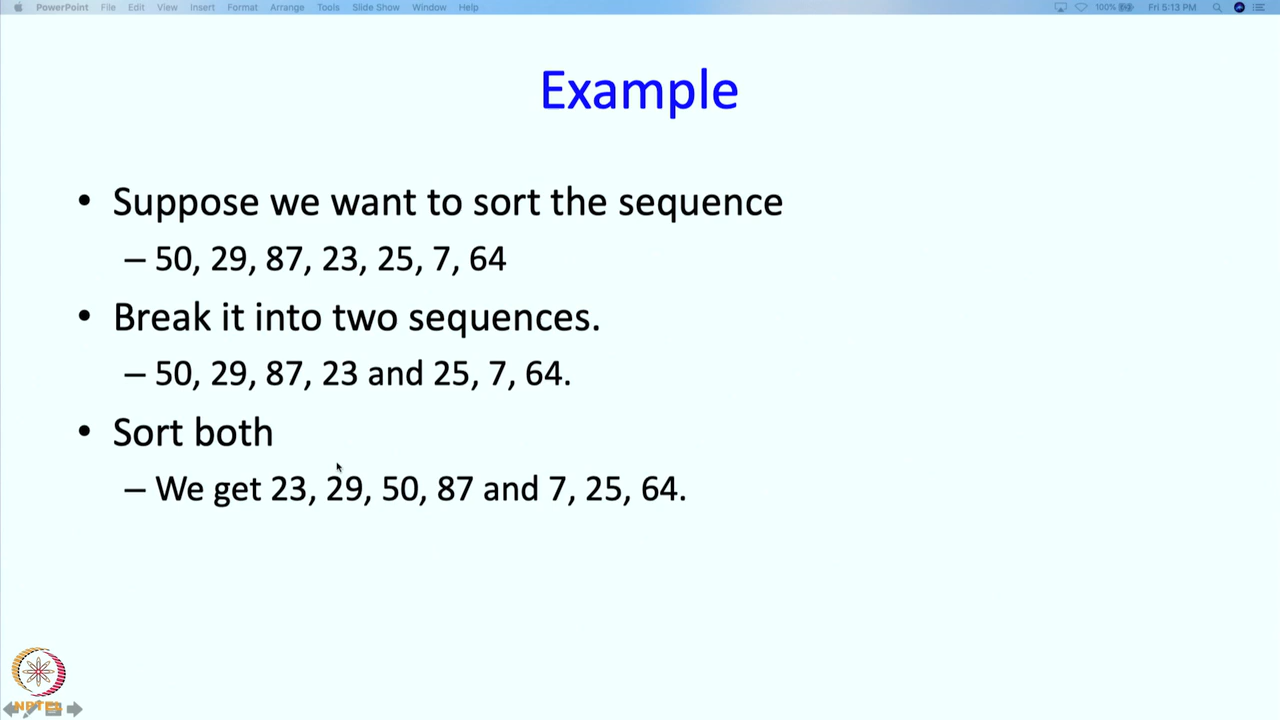 PowerPoint File Edit View Insert Format Arrange Tools Slide Show Window Help 100% Fri 5:13 PM
Example
• Suppose we want to sort the sequence
– 50, 29, 87, 23, 25, 7, 64
• Break it into two sequences.
– 50, 29, 87, 23 and 25, 7, 64.
• Sort both
– We get 23, 29, 50, 87 and 7, 25, 64.
NPTEL